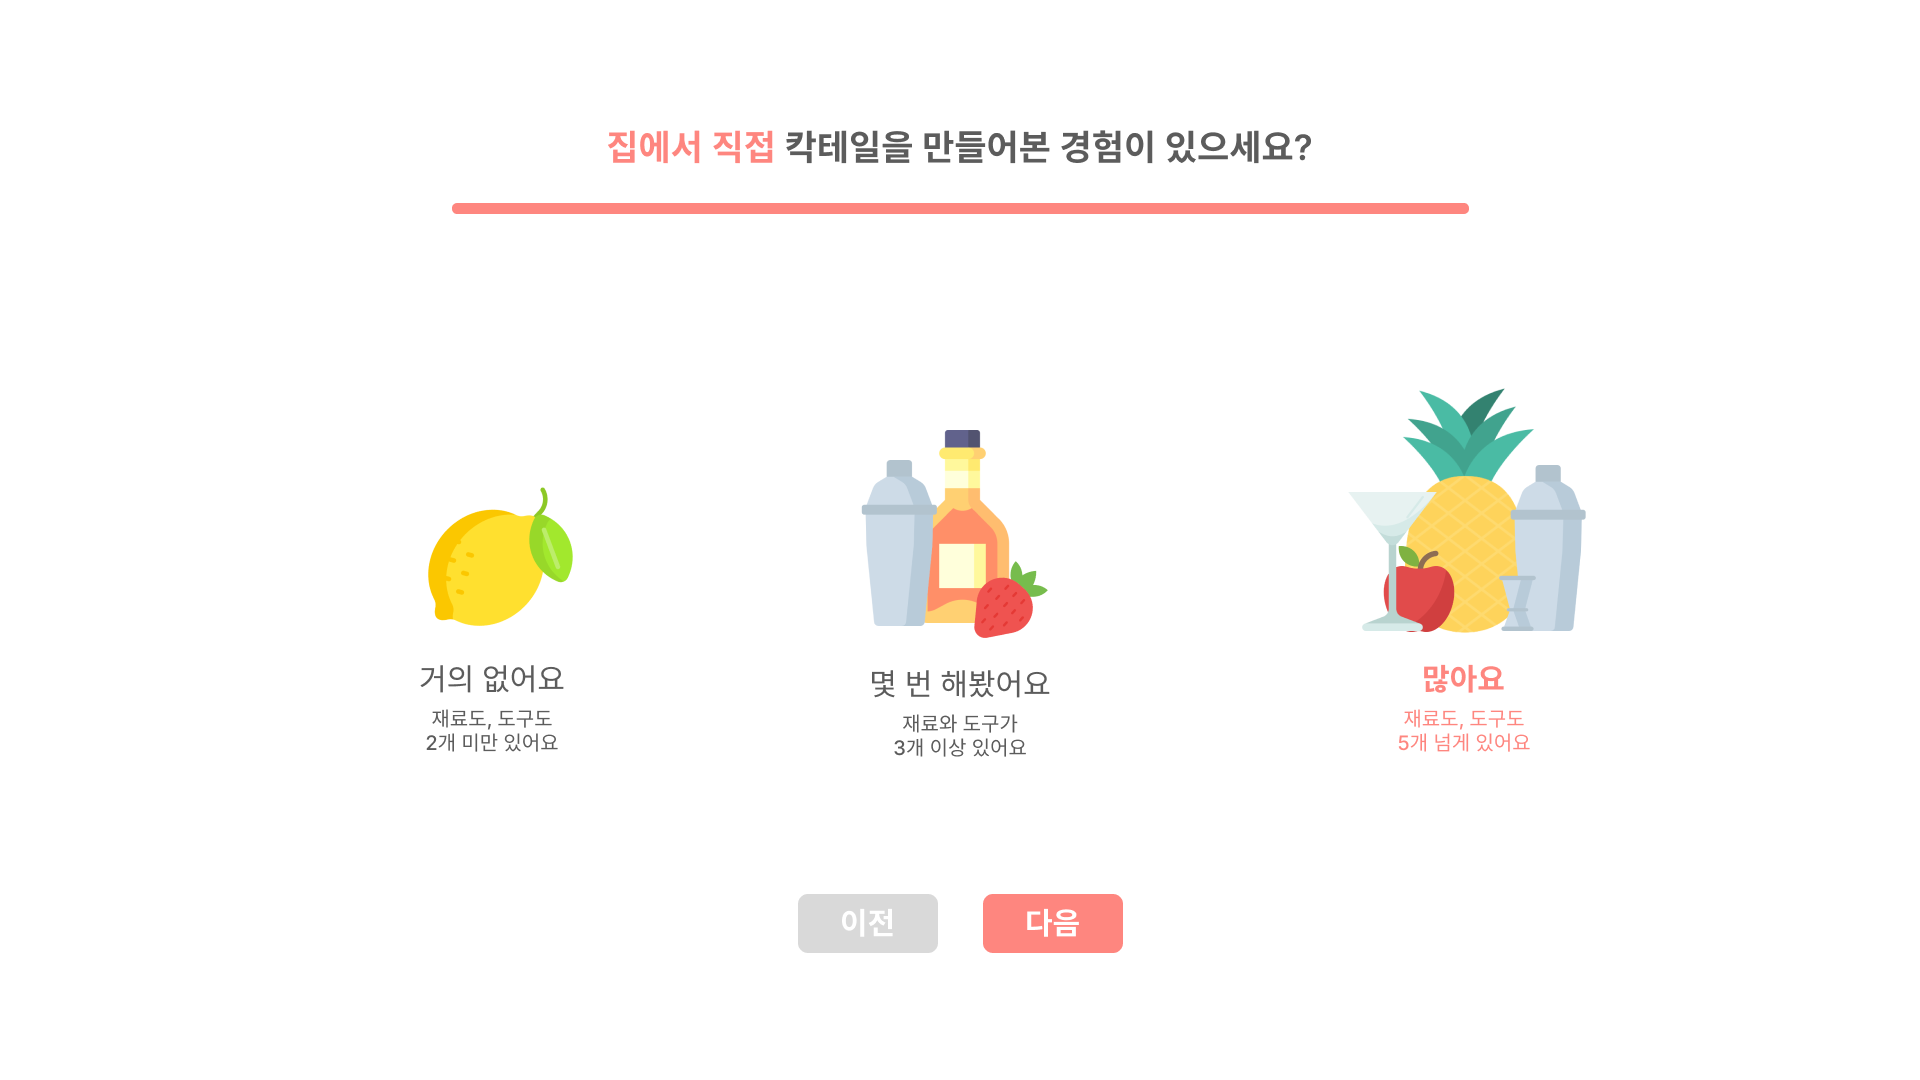 집에서 직접 칵테일을 만들어본 경험이 있으세요?
거의 없어요
재료도, 도구도
2개 미만 있어요
몇 번 해봤어요
재료와 도구가
3개 이상 있어요
많아요
재료도, 도구도
5개 넘게 있어요
이전
다음